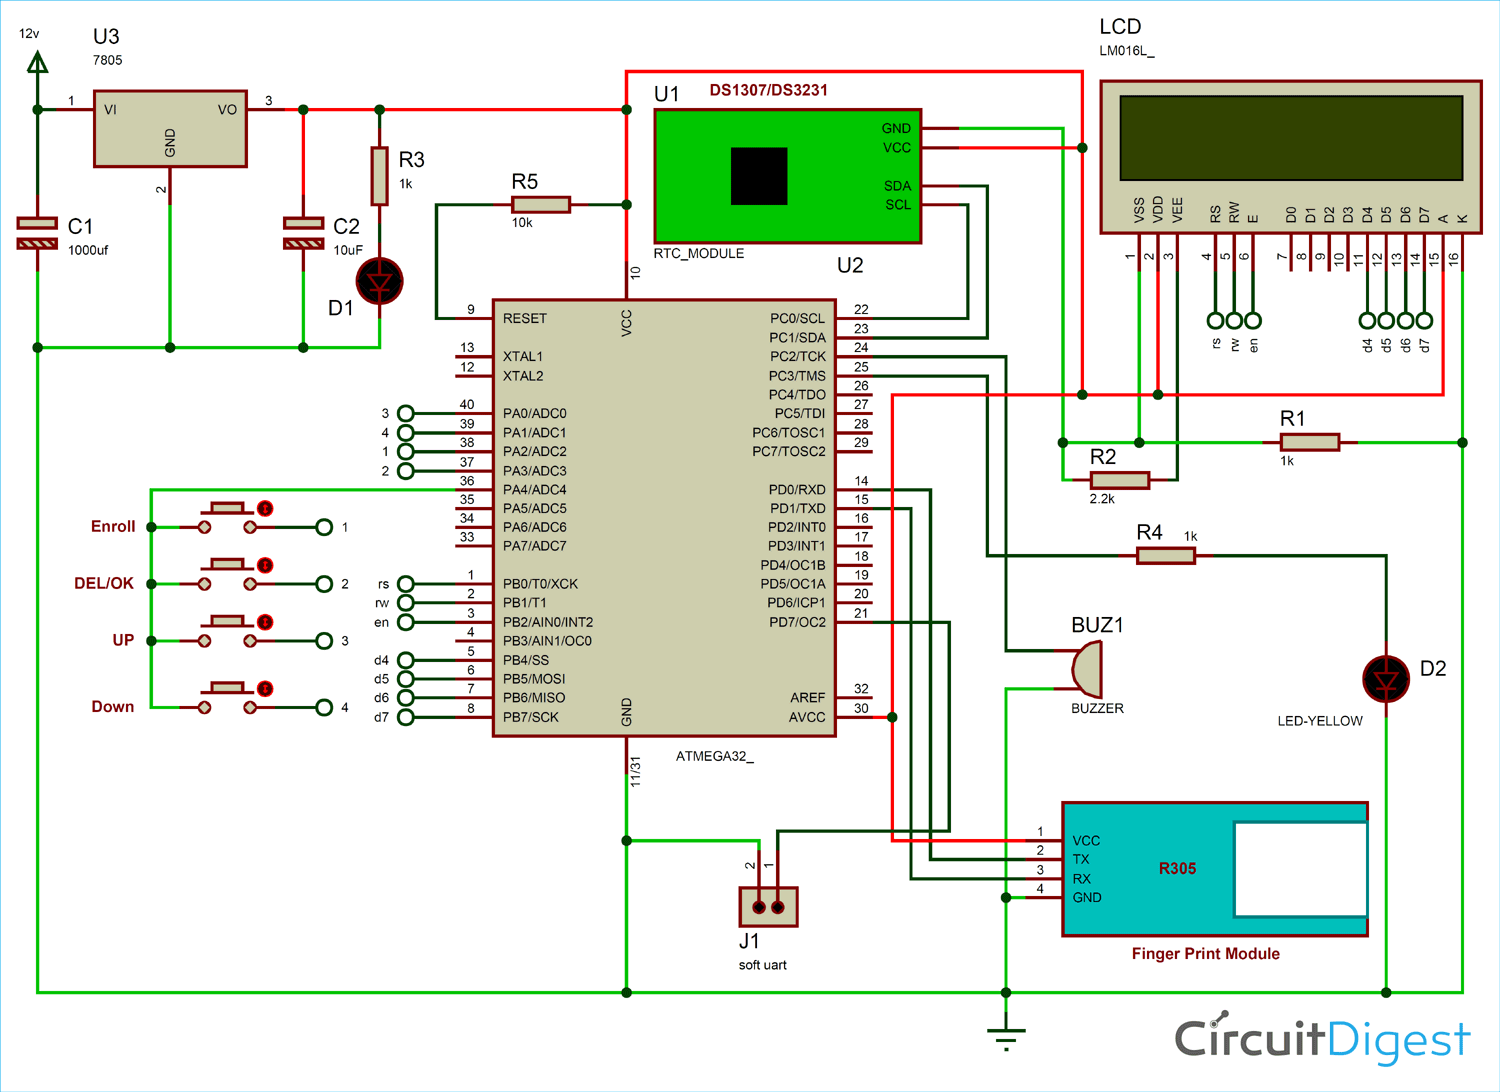 12v
U3
7805
1
VI
VO
3
GND
2
C1
1000uf
C2
10uF
R3
1k
D1
R5
10k
U1
DS1307/DS3231
GND
VCC
SDA
SCL
RTC_MODULE
U2
LCD
LM016L_
VSS
VDD
VEE
RS
RW
E
D0
D1
D2
D3
D4
D5
D6
D7
A
K
1
2
3
4
5
6
7
8
9
10
11
12
13
14
15
16
rs
rw
en
d4
d5
d6
d7
10
VCC
9
RESET
13
XTAL1
12
XTAL2
3
40
PA0/ADC0
4
39
PA1/ADC1
1
38
PA2/ADC2
2
37
PA3/ADC3
36
PA4/ADC4
35
PA5/ADC5
34
PA6/ADC6
33
PA7/ADC7
rs
1
PB0/T0/XCK
rw
2
PB1/T1
en
3
PB2/AIN0/INT2
4
PB3/AIN1/OC0
d4
5
PB4/SS
d5
6
PB5/MOSI
d6
7
PB6/MISO
d7
8
PB7/SCK
PC0/SCL
22
PC1/SDA
23
PC2/TCK
24
PC3/TMS
25
PC4/TDO
26
PC5/TDI
27
PC6/TOSC1
28
PC7/TOSC2
29
PD0/RXD
14
PD1/TXD
15
PD2/INT0
16
PD3/INT1
17
PD4/OC1B
18
PD5/OC1A
19
PD6/ICP1
20
PD7/OC2
21
AREF
32
AVCC
30
GND
11/31
ATMEGA32_
Enroll
1
DEL/OK
2
UP
3
Down
4
R1
1k
R2
2.2k
R4
1k
BUZ1
BUZZER
D2
LED-YELLOW
2
1
J1
soft uart
1
VCC
2
TX
3
RX
4
GND
R305
Finger Print Module
CircuitDigest